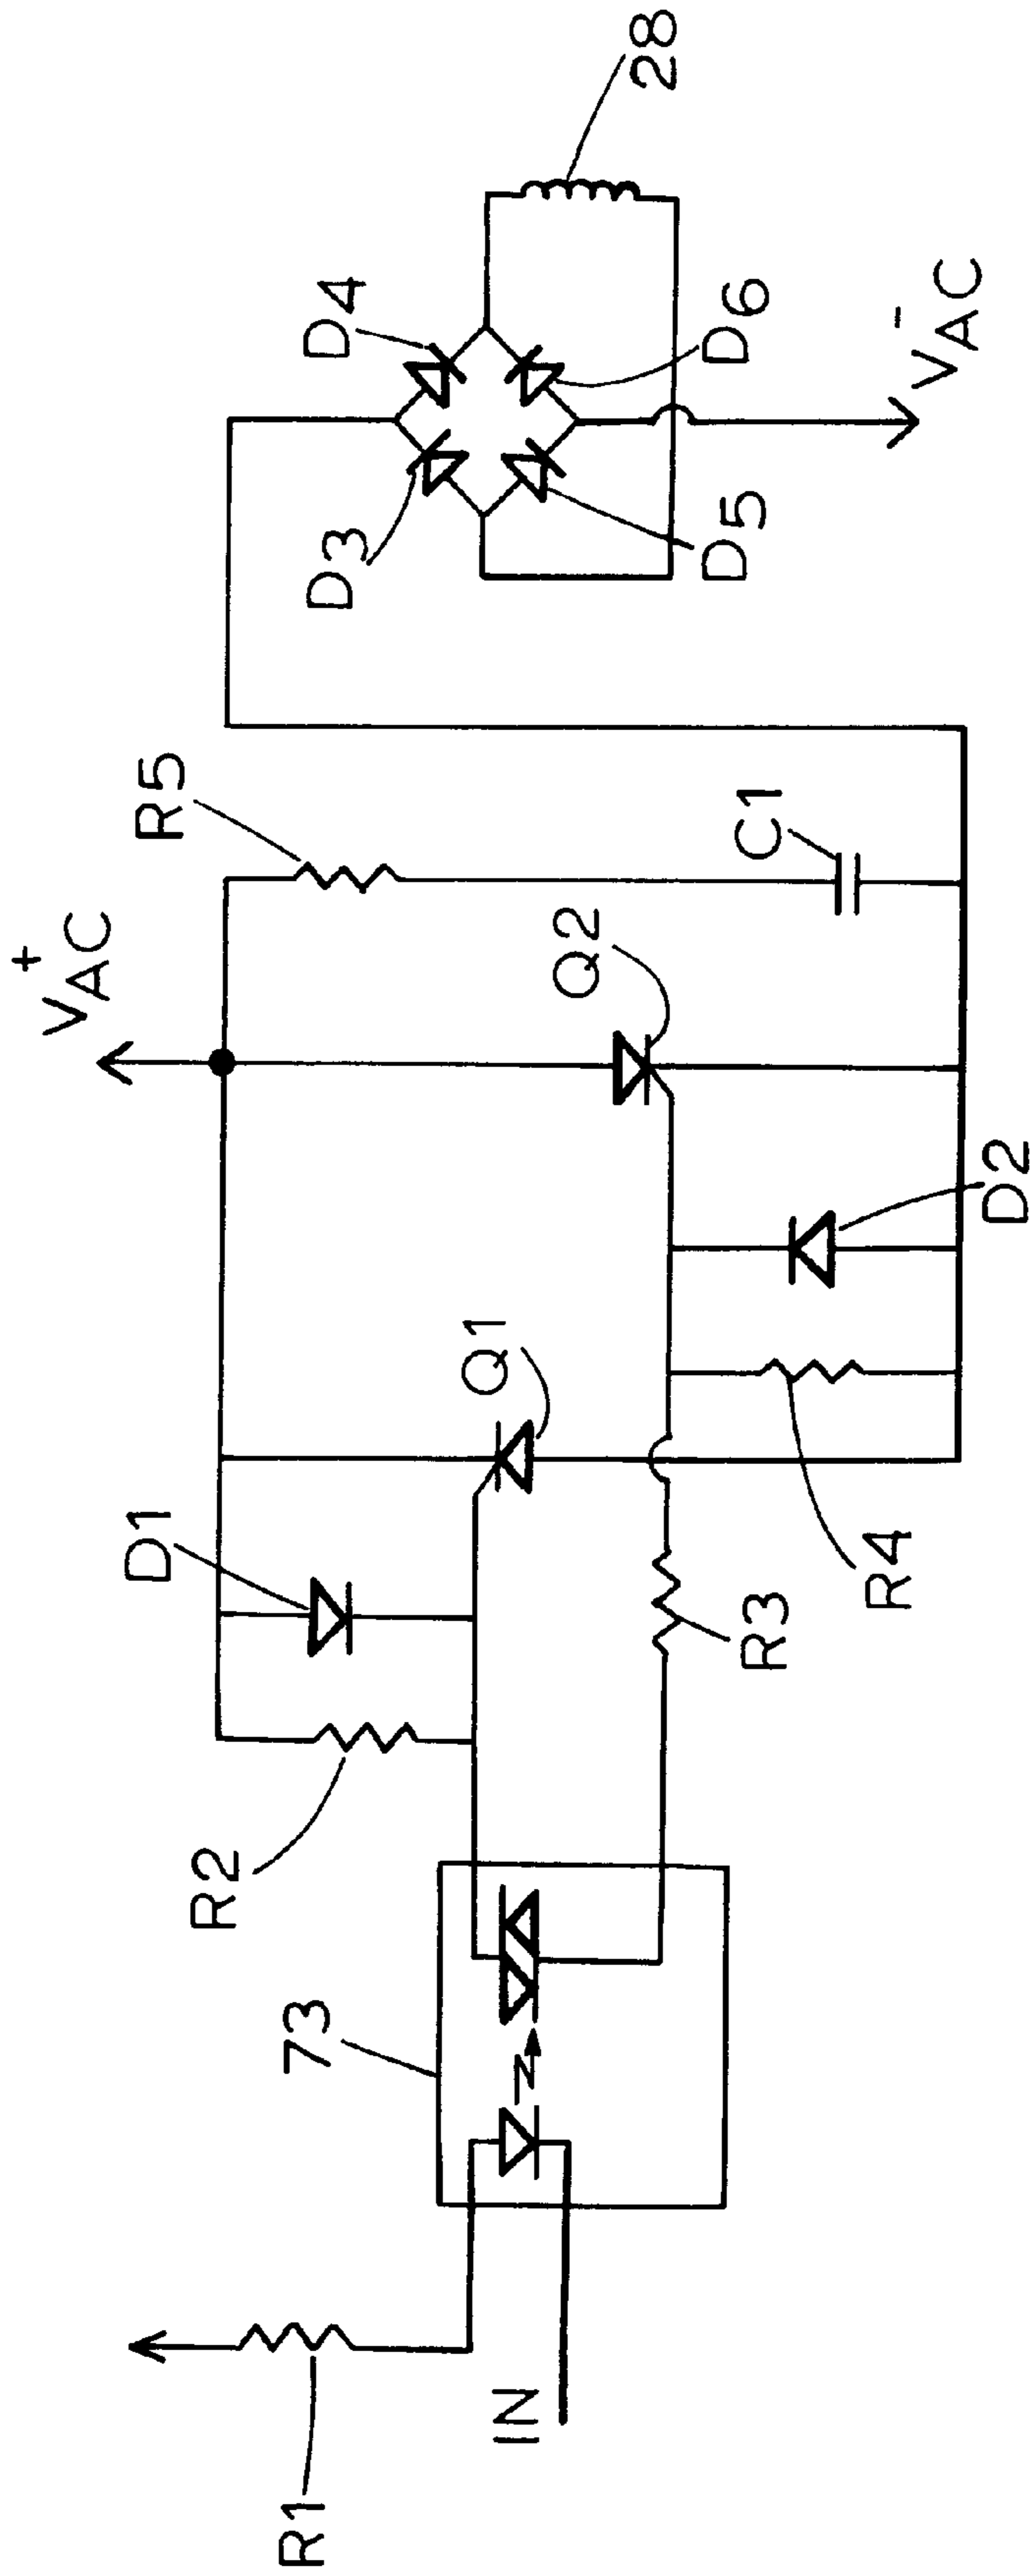 R1
IN
73
R2
D1
Q1
R3
R4
D2
Q2
V+AC
R5
C1
D3
D4
D5
D6
V-AC
28